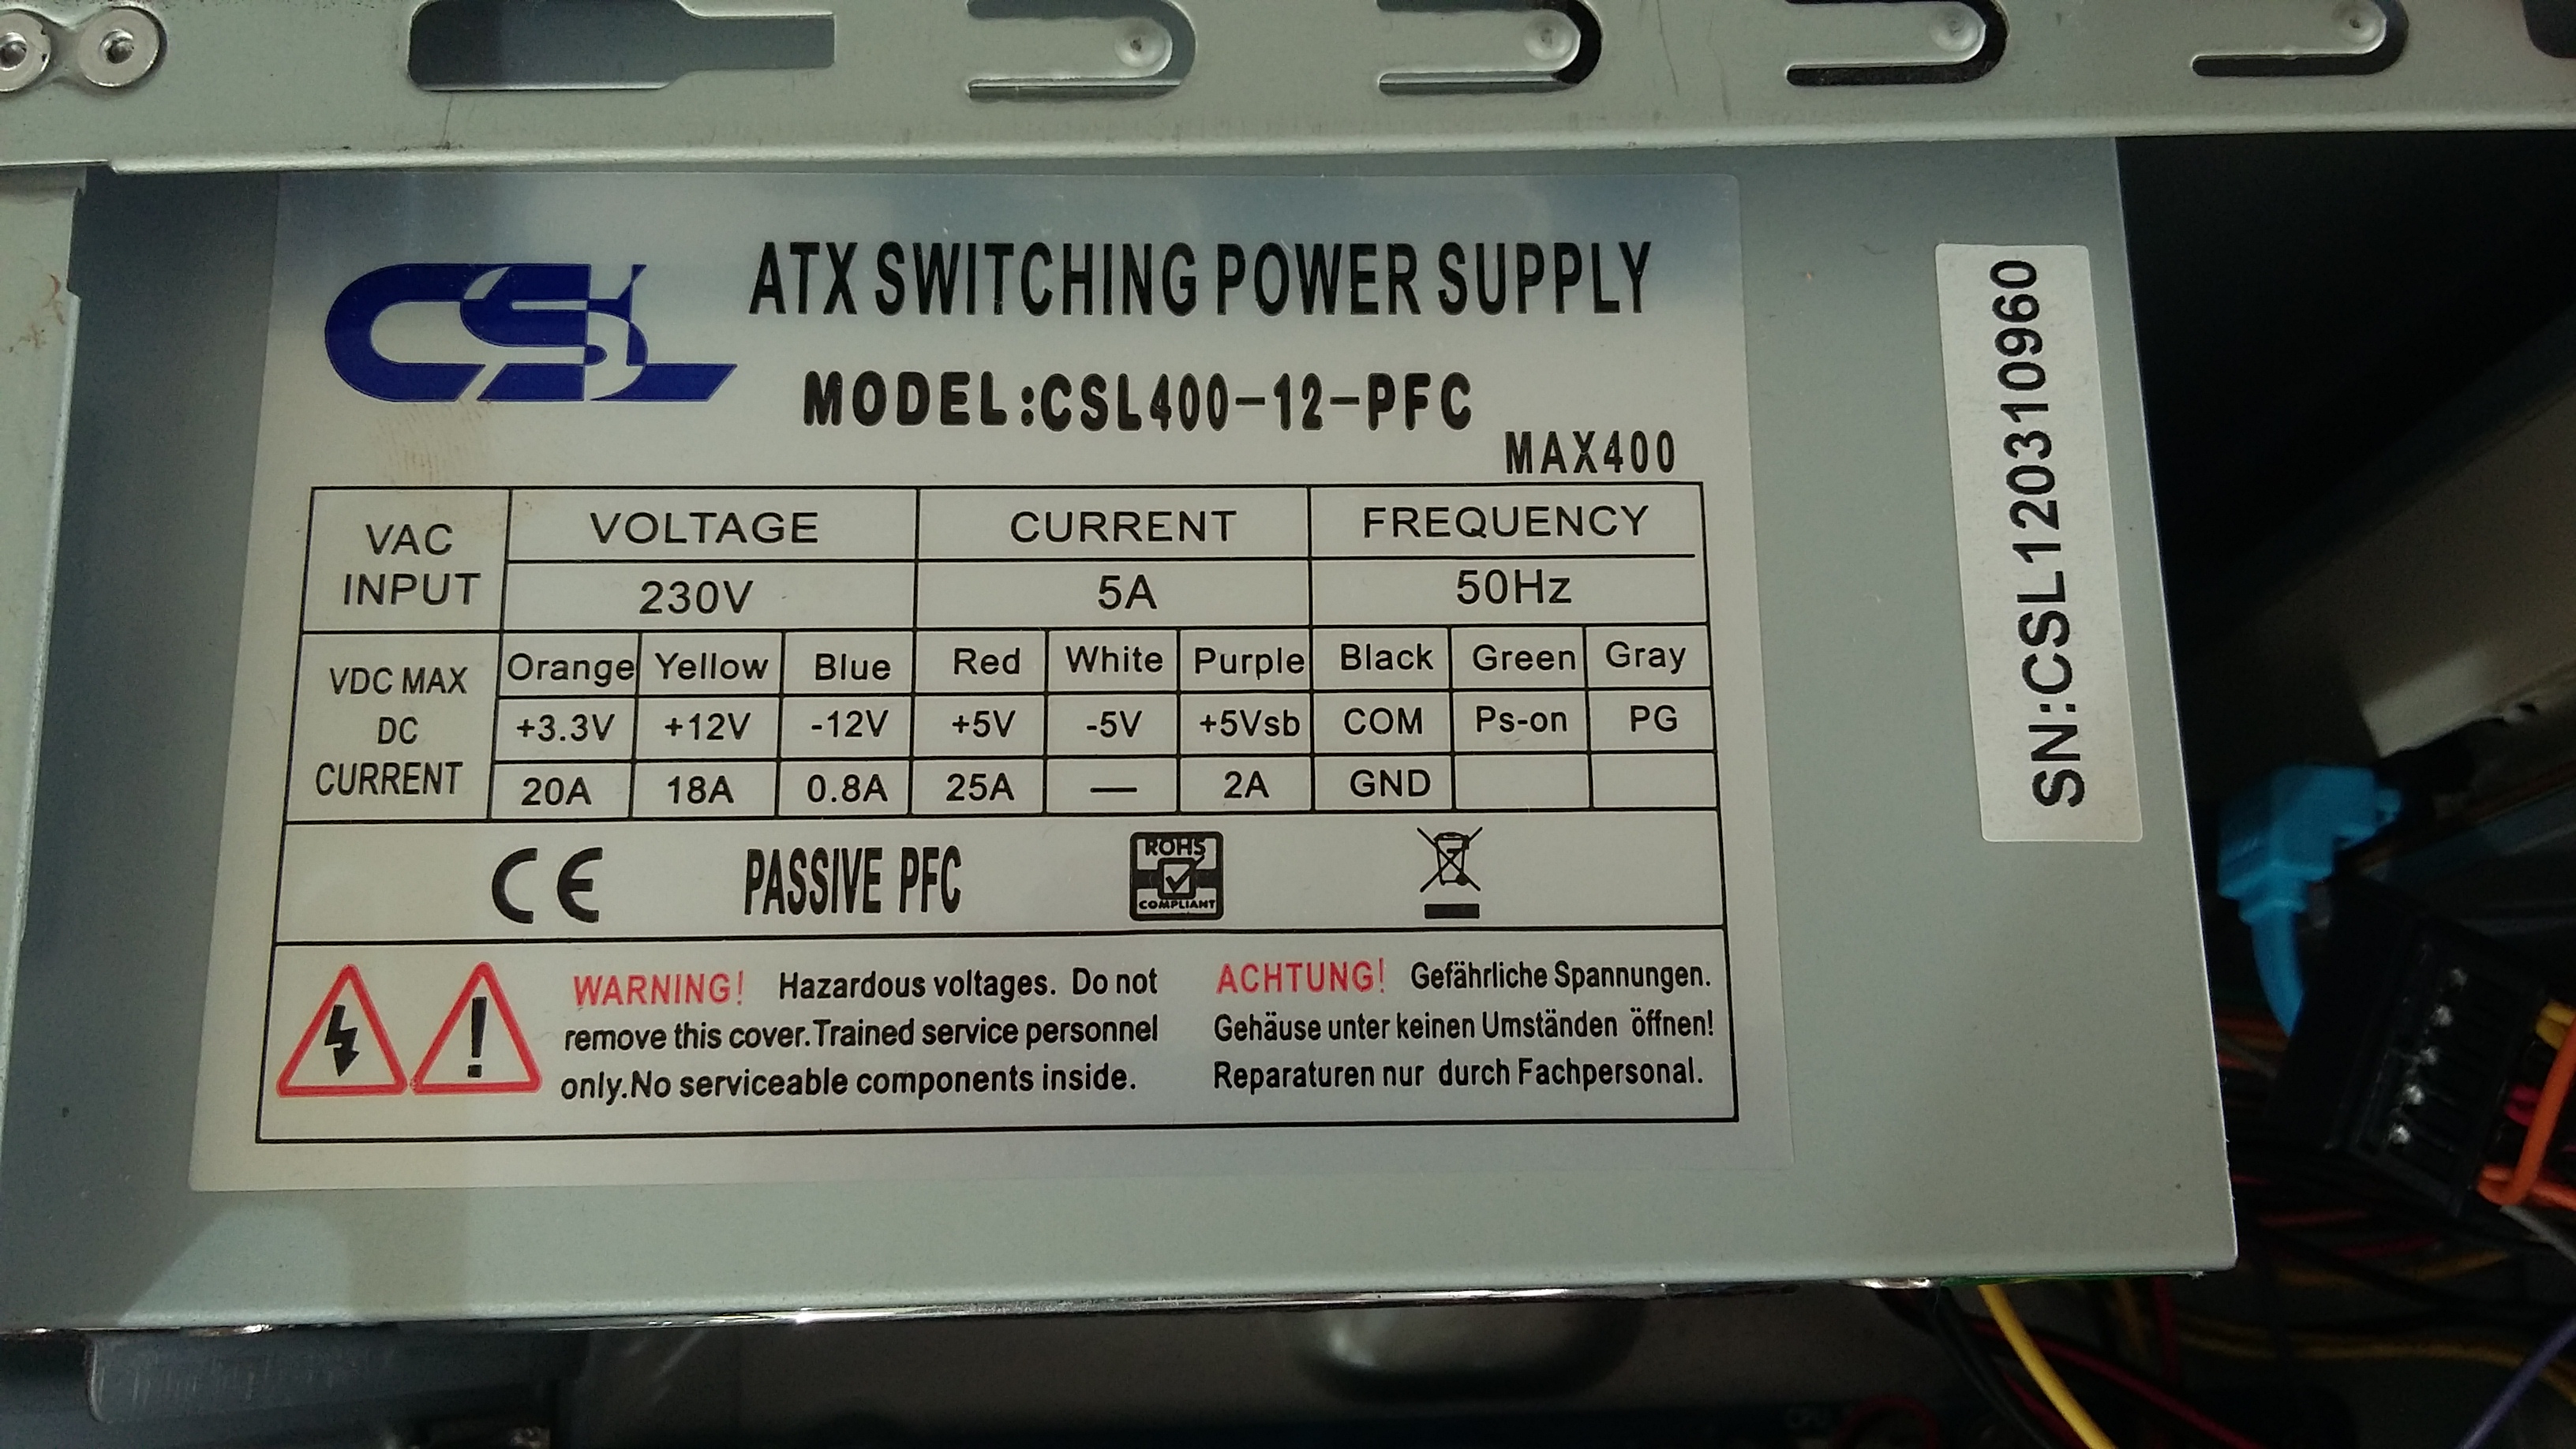 CSL
ATX SWITCHING POWER SUPPLY
MODEL:CSL400-12-PFC
MAX400
VAC INPUT VOLTAGE CURRENT FREQUENCY
230V 5A 50Hz
VDC MAX DC CURRENT Orange Yellow Blue Red White Purple Black Green Gray
+3.3V +12V -12V +5V -5V +5Vsb COM Ps-on PG
20A 18A 0.8A 25A — 2A GND
CE PASSIVE PFC ROHS COMPLIANT
WARNING! Hazardous voltages. Do not
remove this cover.Trained service personnel
only.No serviceable components inside.
ACHTUNG! Gefährliche Spannungen.
Gehäuse unter keinen Umständen öffnen!
Reparaturen nur durch Fachpersonal.
SN:CSL120310960